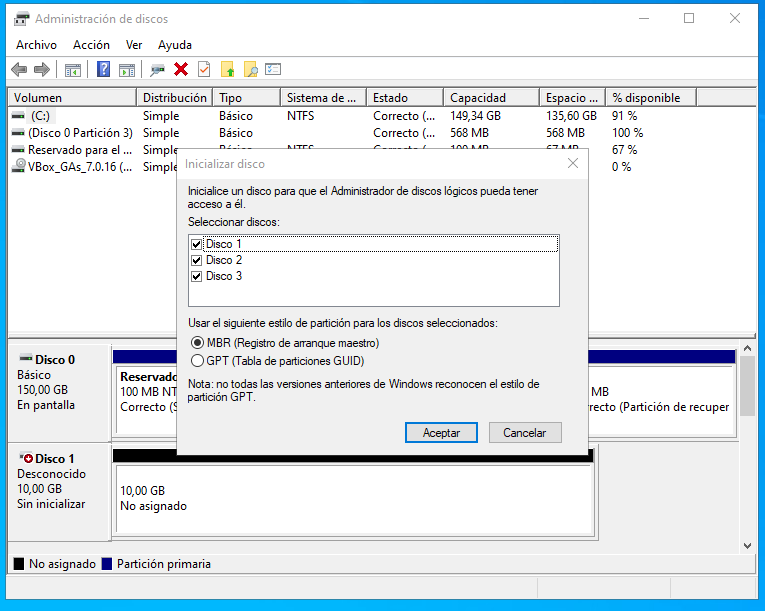 Administración de discos
Archivo Acción Ver Ayuda
Volumen Distribución Tipo Sistema de ... Estado Capacidad Espacio ... % disponible
(C:) Simple Básico NTFS Correcto (... 149,34 GB 135,60 GB 91 %
(Disco 0 Partición 3) Simple Básico Correcto (... 568 MB 568 MB 100 %
Reservado para el ... Simple Básico NTFS Correcto (... 100 MB 67 MB 67 %
VBox_GAs_7.0.16 (... Simple 0 %
Inicializar disco
Inicialice un disco para que el Administrador de discos lógicos pueda tener
acceso a él.
Seleccionar discos:
Disco 1
Disco 2
Disco 3
Usar el siguiente estilo de partición para los discos seleccionados:
MBR (Registro de arranque maestro)
GPT (Tabla de particiones GUID)
Nota: no todas las versiones anteriores de Windows reconocen el estilo de
partición GPT.
Aceptar Cancelar
Disco 0
Básico
150,00 GB
En pantalla
Reservado
100 MB NT
Correcto (S
MB
recto (Partición de recuper
Disco 1
Desconocido
10,00 GB
Sin inicializar
10,00 GB
No asignado
No asignado Partición primaria